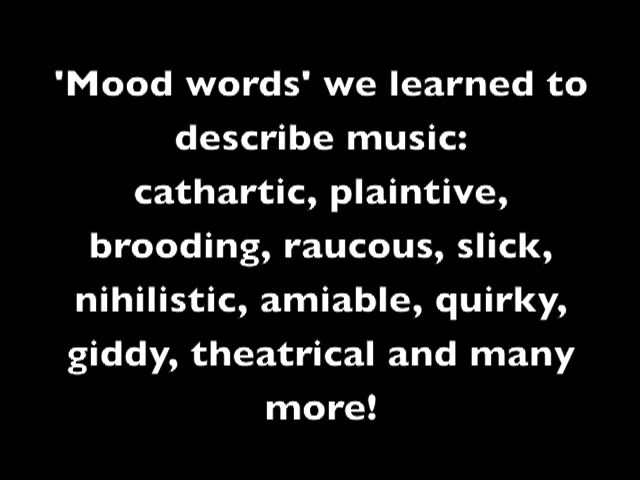 'Mood words' we learned to
describe music:
cathartic, plaintive,
brooding, raucous, slick,
nihilistic, amiable, quirky,
giddy, theatrical and many
more!